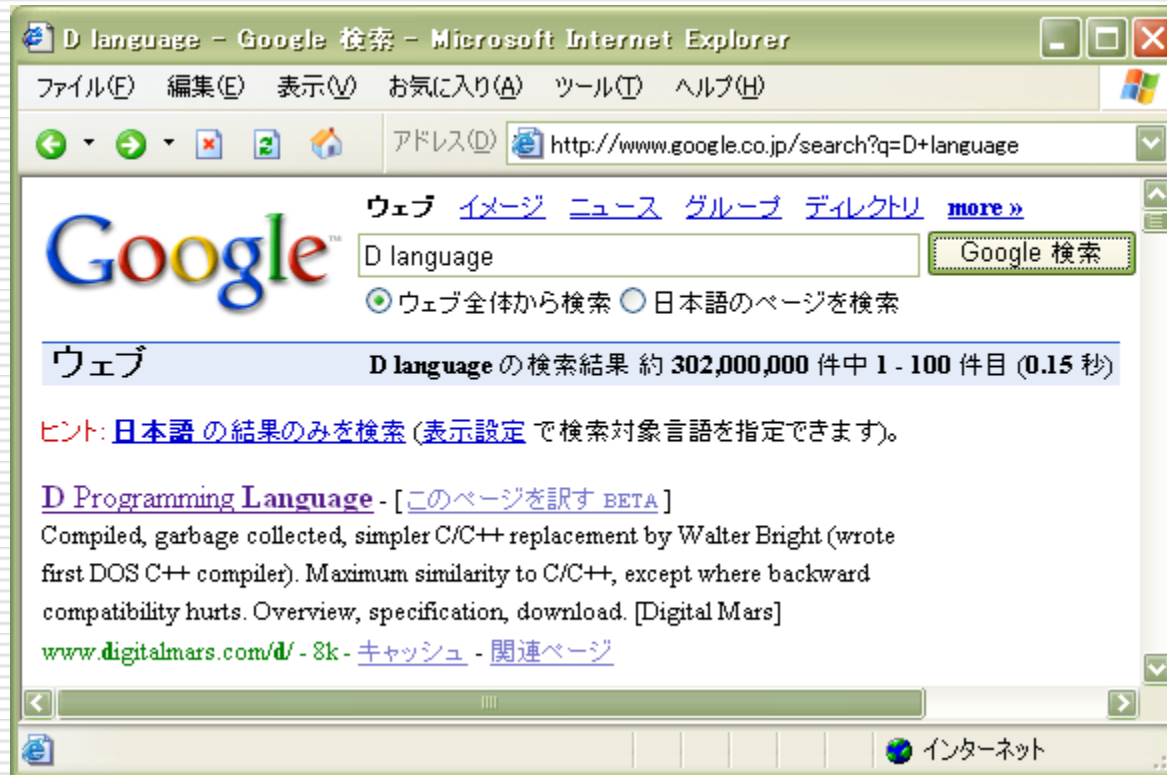 D language - Google 検索 - Microsoft Internet Explorer
ファイル(F) 編集(E) 表示(V) お気に入り(A) ツール(T) ヘルプ(H)
アドレス(D) http://www.google.co.jp/search?q=D+language
Google™
ウェブ イメージ ニュース グループ ディレクトリ more »
D language Google 検索
ウェブ全体から検索 日本語のページを検索
ウェブ D language の検索結果 約 302,000,000 件中 1 - 100 件目 (0.15 秒)
ヒント: 日本語 の結果のみを検索 (表示設定 で検索対象言語を指定できます)。
D Programming Language - [ このページを訳す BETA ]
Compiled, garbage collected, simpler C/C++ replacement by Walter Bright (wrote
first DOS C++ compiler). Maximum similarity to C/C++, except where backward
compatibility hurts. Overview, specification, download. [Digital Mars]
www.digitalmars.com/d/ - 8k - キャッシュ - 関連ページ
インターネット